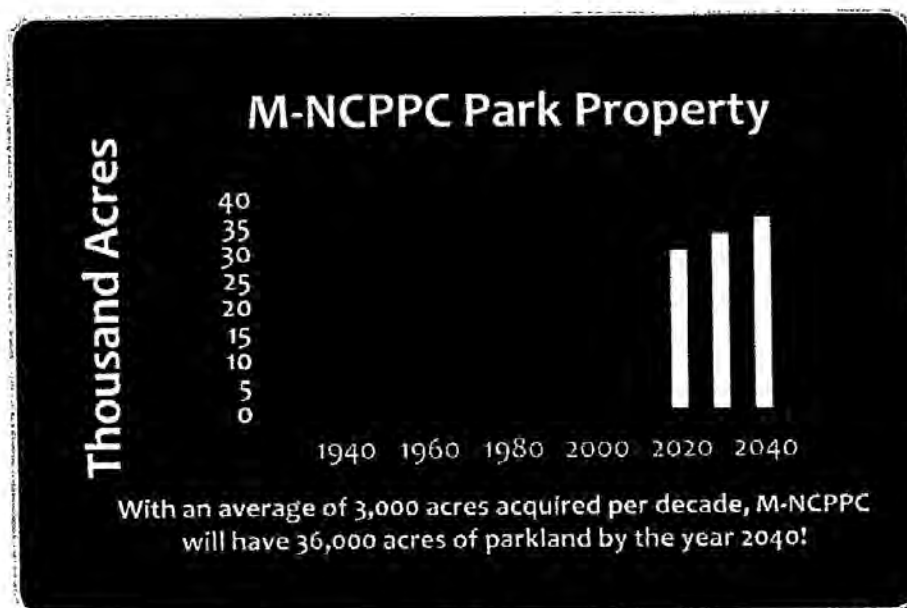 M-NCPPC Park Property
Thousand Acres
40
35
30
25
20
15
10
5
0
1940 1960 1980 2000 2020 2040
With an average of 3,000 acres acquired per decade, M-NCPPC
will have 36,000 acres of parkland by the year 2040!